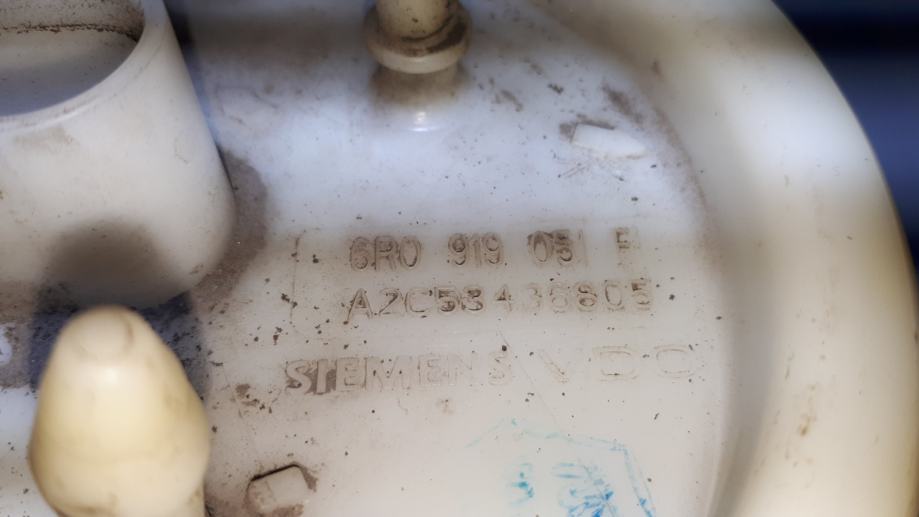 6R0 919 051 F
A2C53436805
SIEMENS VDO